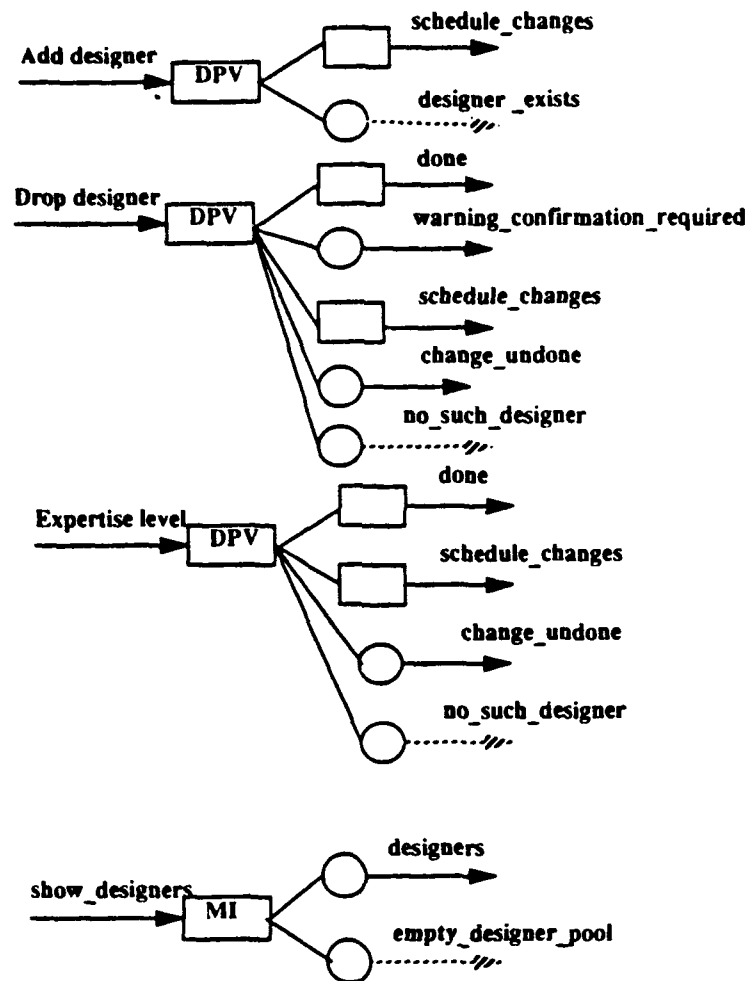 schedule_changes
Add designer
DPV
designer_exists
done
Drop designer
DPV
warning_confirmation_required
schedule_changes
change_undone
no_such_designer
done
Expertise level
DPV
schedule_changes
change_undone
no_such_designer
designers
show_designers
MI
empty_designer_pool